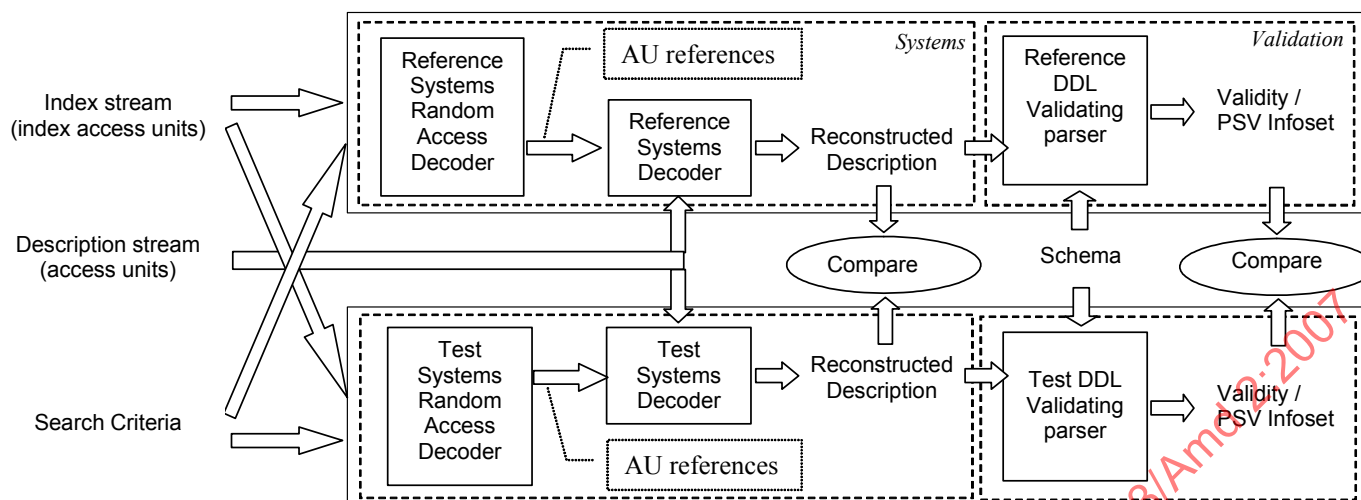 Systems
Validation
AU references
Reference
Systems
Random
Access
Decoder
Reference
Systems
Decoder
Reconstructed
Description
Reference
DDL
Validating
parser
Validity /
PSV Infoset
Index stream
(index access units)
Description stream
(access units)
Search Criteria
Compare
Schema
Compare
Test
Systems
Random
Access
Decoder
Test
Systems
Decoder
Reconstructed
Description
Test DDL
Validating
parser
Validity /
PSV Infoset
AU references
8/Amd 2:2007